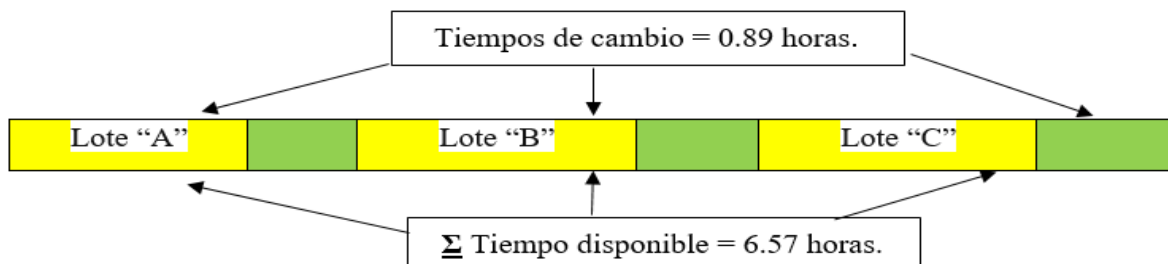 Tiempos de cambio = 0.89 horas.
Lote “A”
Lote “B”
Lote “C”
Σ Tiempo disponible = 6.57 horas.